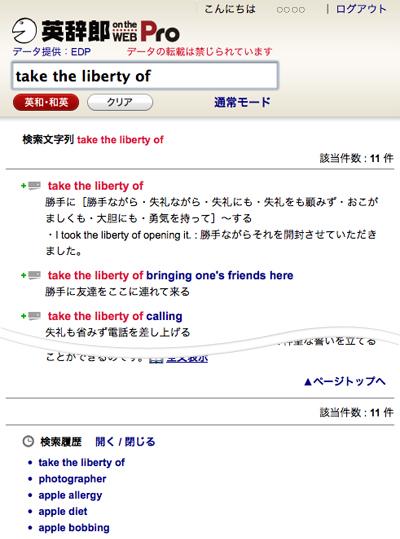 こんにちは ○○○○ | ログアウト
英辞郎 on the WEB Pro
データ提供：EDP データの転載は禁じられています
take the liberty of
英和・和英 クリア 通常モード
検索文字列 take the liberty of
該当件数 : 11 件
take the liberty of
勝手に［勝手ながら・失礼ながら・失礼にも・失礼をも顧みず・おこが
ましくも・大胆にも・勇気を持って］～する
・I took the liberty of opening it. : 勝手ながらそれを開封させていただき
ました。
take the liberty of bringing one's friends here
勝手に友達をここに連れて来る
take the liberty of calling
失礼も省みず電話を差し上げる
な誓いを立てる
ことができるのです。 全文表示
▲ページトップへ
該当件数 : 11 件
検索履歴 開く / 閉じる
• take the liberty of
• photographer
• apple allergy
• apple diet
• apple bobbing